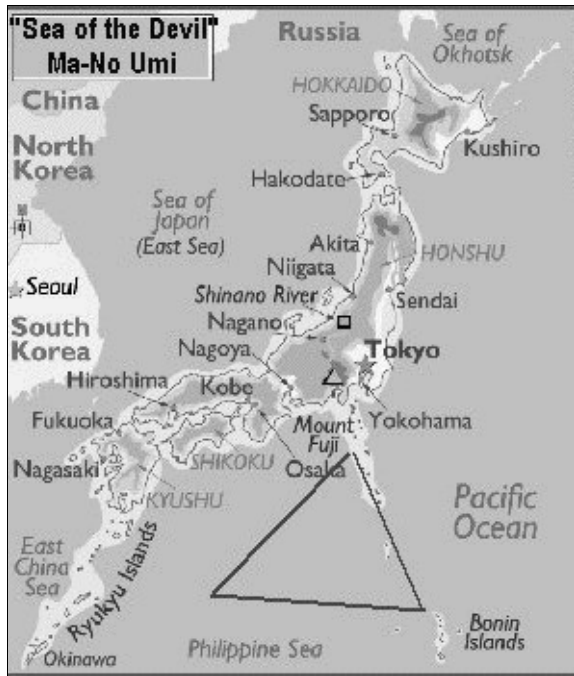 "Sea of the Devil"
Ma-No Umi
Russia
Sea of
Okhotsk
China
HOKKAIDO
Sapporo
Kushiro
North
Korea
Hakodate
Sea of
Japan
(East Sea)
Akita
HONSHU
Niigata
Seoul
Shinano River
Sendai
South
Korea
Nagano
Nagoya
Tokyo
Hiroshima
Kobe
Fukuoka
Mount
Fuji
Yokohama
Nagasaki
SHIKOKU
Osaka
KYUSHU
Pacific
Ocean
East
China
Sea
Ryukyu Islands
Bonin
Islands
Philippine Sea
Okinawa